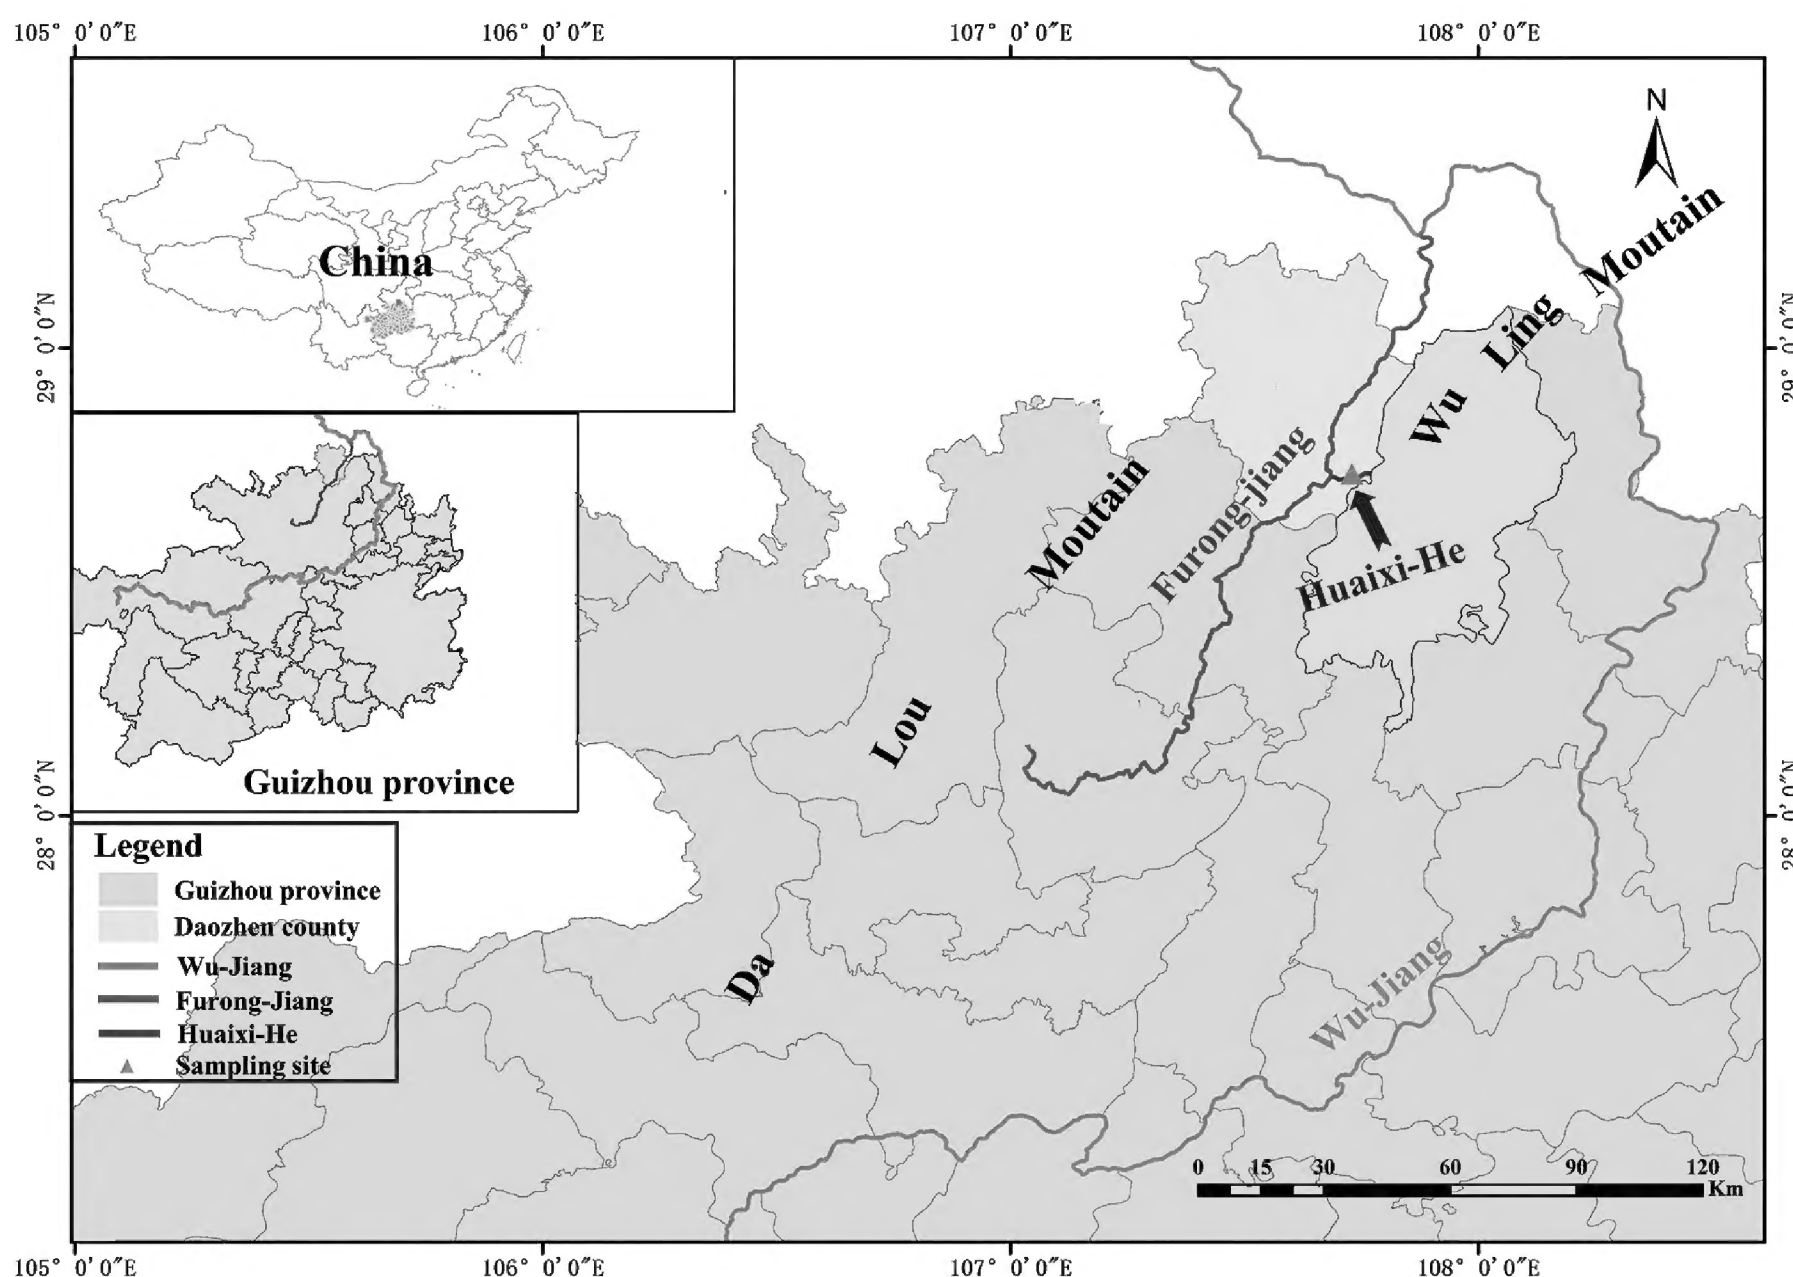 105° 0′ 0″E 106° 0′ 0″E 107° 0′ 0″E 108° 0′ 0″E
N
China
Moutain
Ling
Wu
29° 0′ 0″N
29° 0′ 0″N
Moutain
Furong-jiang
Huaixi-He
Lou
Guizhou province
28° 0′ 0″N
28° 0′ 0″N
Legend
Guizhou province
Daozhen county
Wu-Jiang
Furong-Jiang
Huaixi-He
Sampling site
Da
Wu-Jiang
0 15 30 60 90 120
Km
105° 0′ 0″E 106° 0′ 0″E 107° 0′ 0″E 108° 0′ 0″E